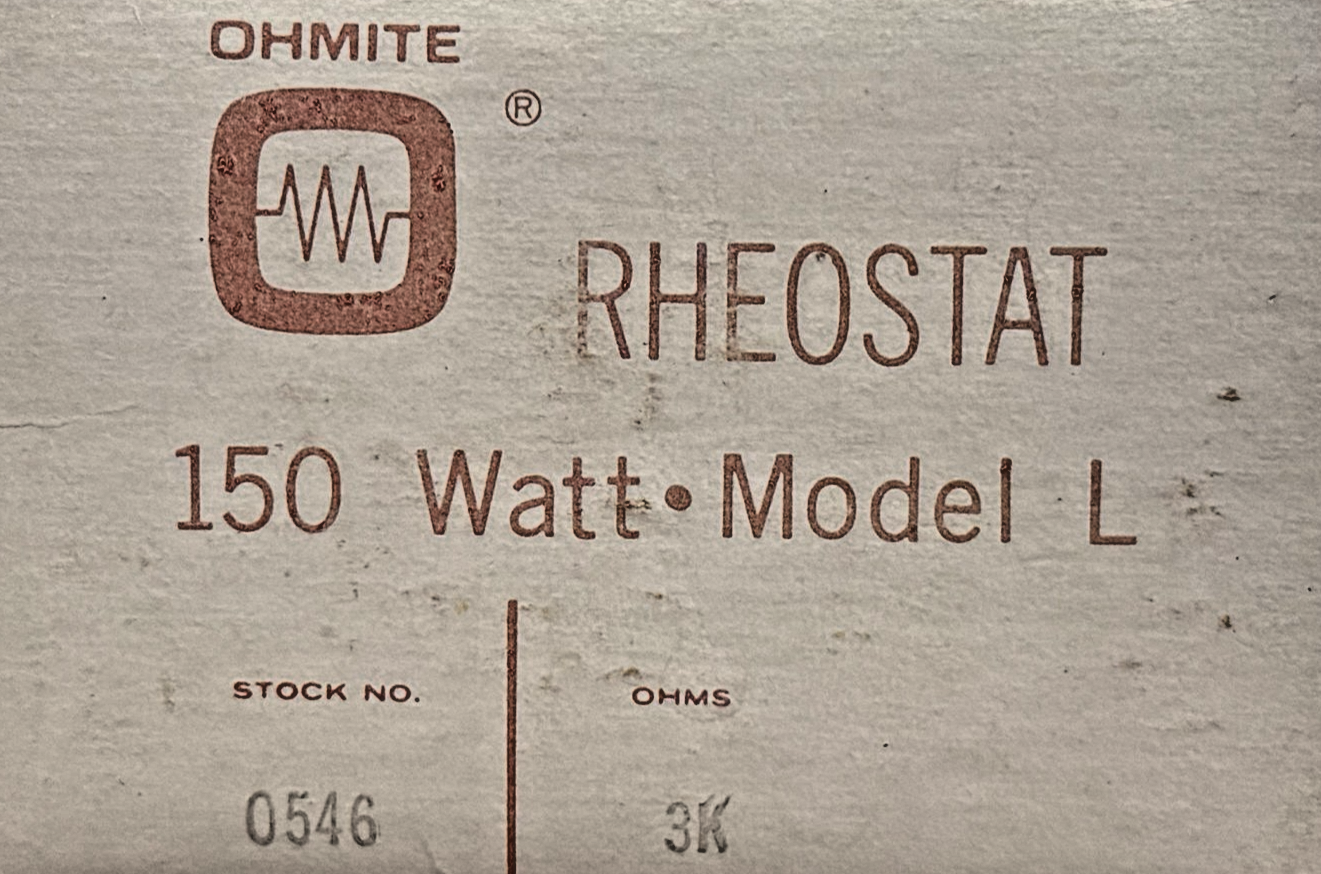 OHMITE
®
RHEOSTAT
150 Watt • Model L
STOCK NO. OHMS
0546 3K